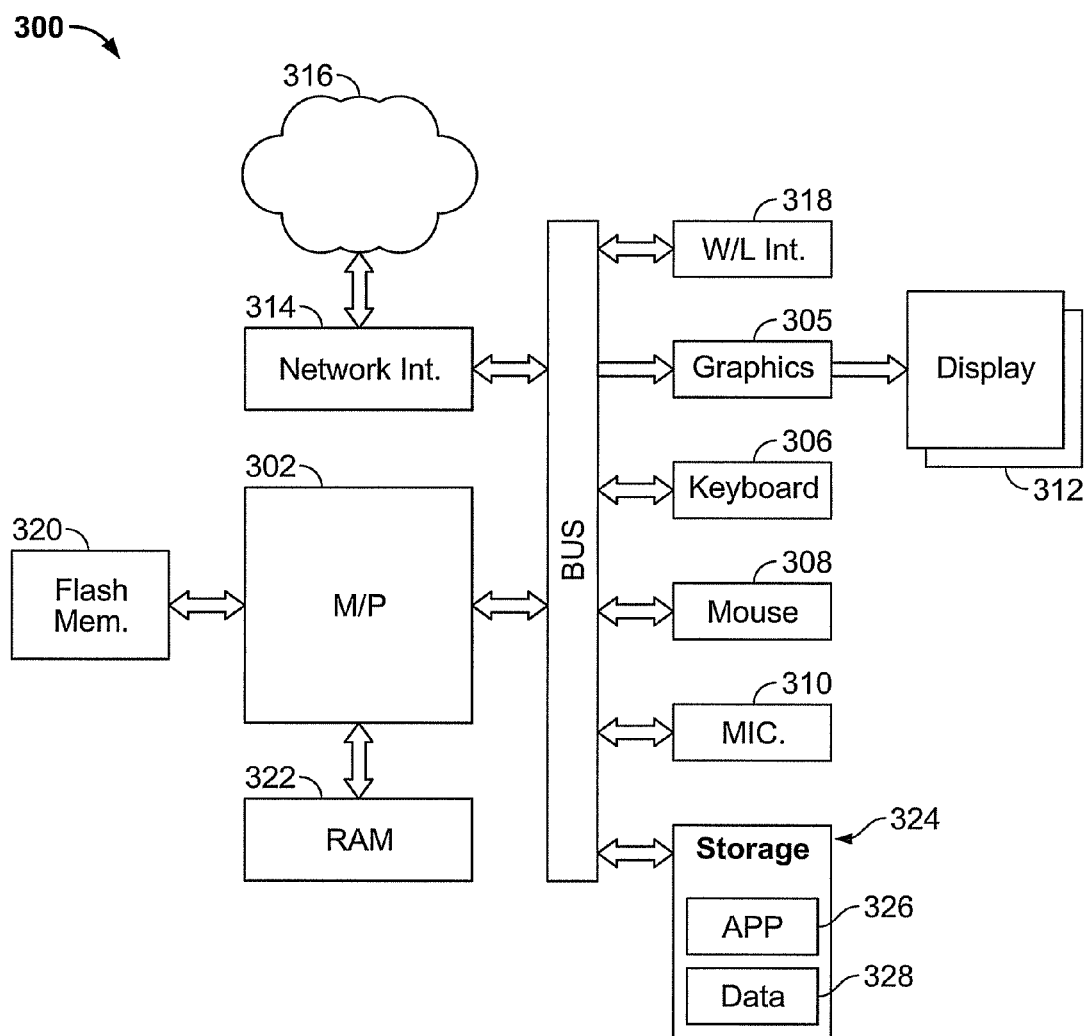 300
316
318
W/L Int.
314
Network Int.
305
Graphics
Display
312
302
M/P
306
Keyboard
320
Flash
Mem.
BUS
308
Mouse
310
MIC.
322
RAM
324
Storage
APP
326
Data
328